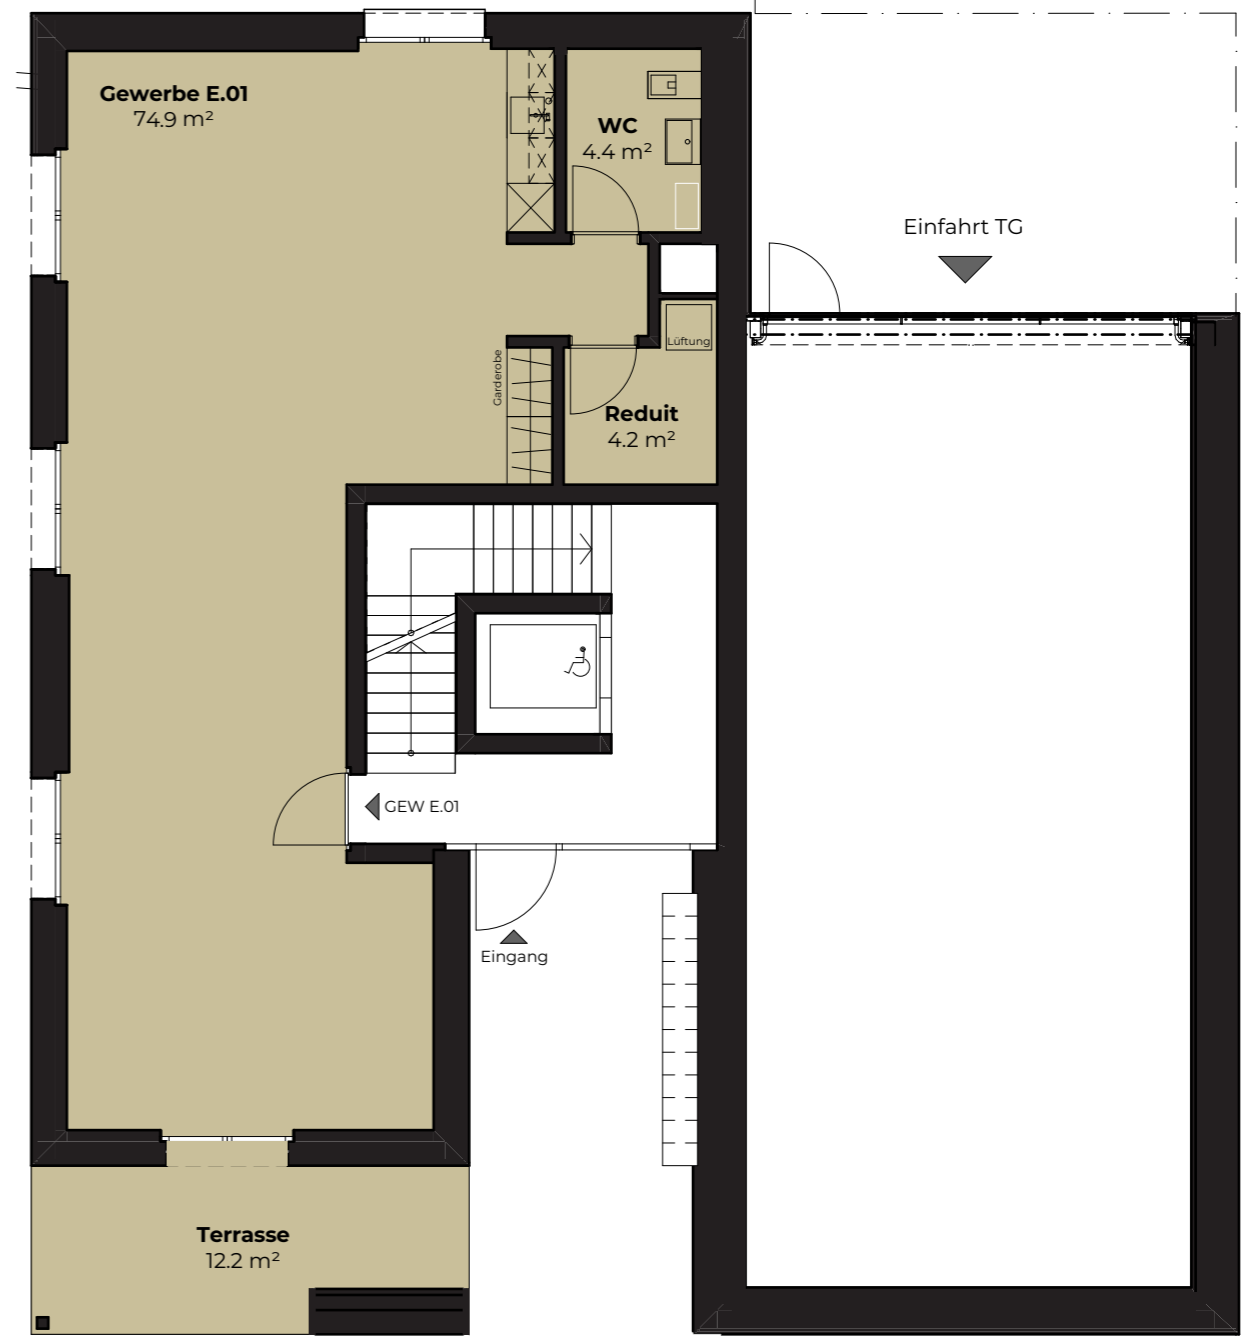 Gewerbe E.01
74.9 m²
WC
4.4 m²
Einfahrt TG
Lüftung
Garderobe
Reduit
4.2 m²
GEW E.01
Eingang
Terrasse
12.2 m²